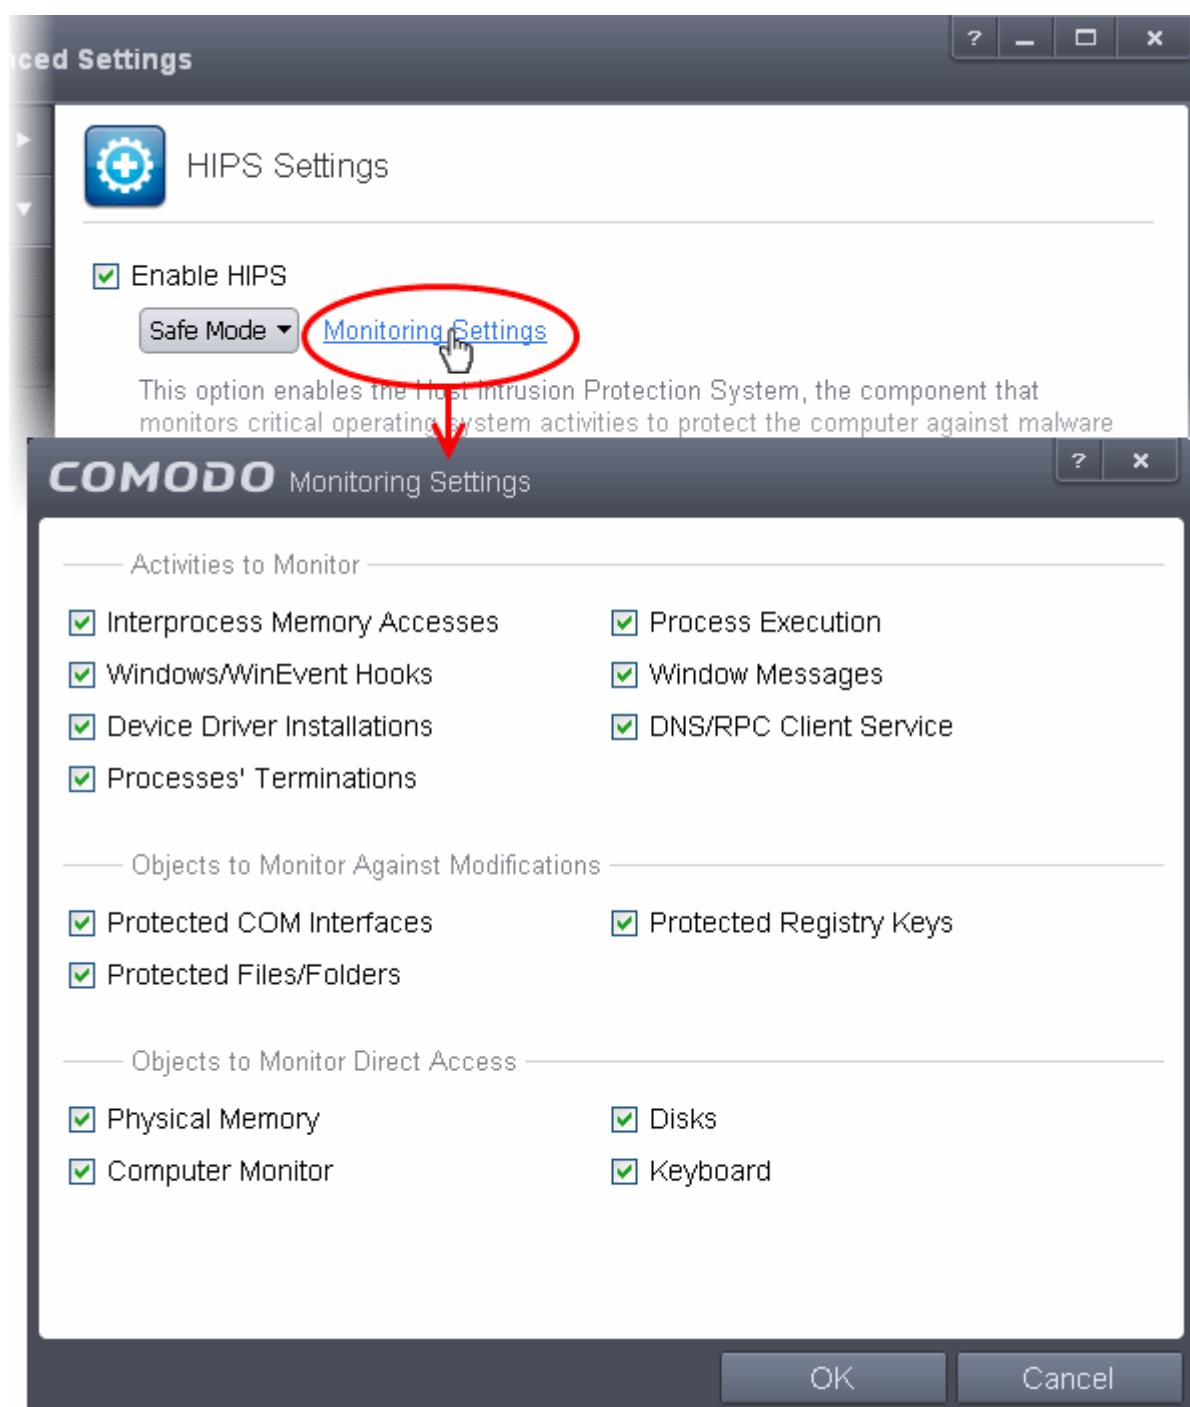 ? _ x
ced Settings
HIPS Settings
Enable HIPS
Safe Mode Monitoring Settings
This option enables the Host Intrusion Protection System, the component that
monitors critical operating system activities to protect the computer against malware
? x
COMODO Monitoring Settings
Activities to Monitor
Interprocess Memory Accesses Process Execution
Windows/WinEvent Hooks Window Messages
Device Driver Installations DNS/RPC Client Service
Processes' Terminations
Objects to Monitor Against Modifications
Protected COM Interfaces Protected Registry Keys
Protected Files/Folders
Objects to Monitor Direct Access
Physical Memory Disks
Computer Monitor Keyboard
OK Cancel